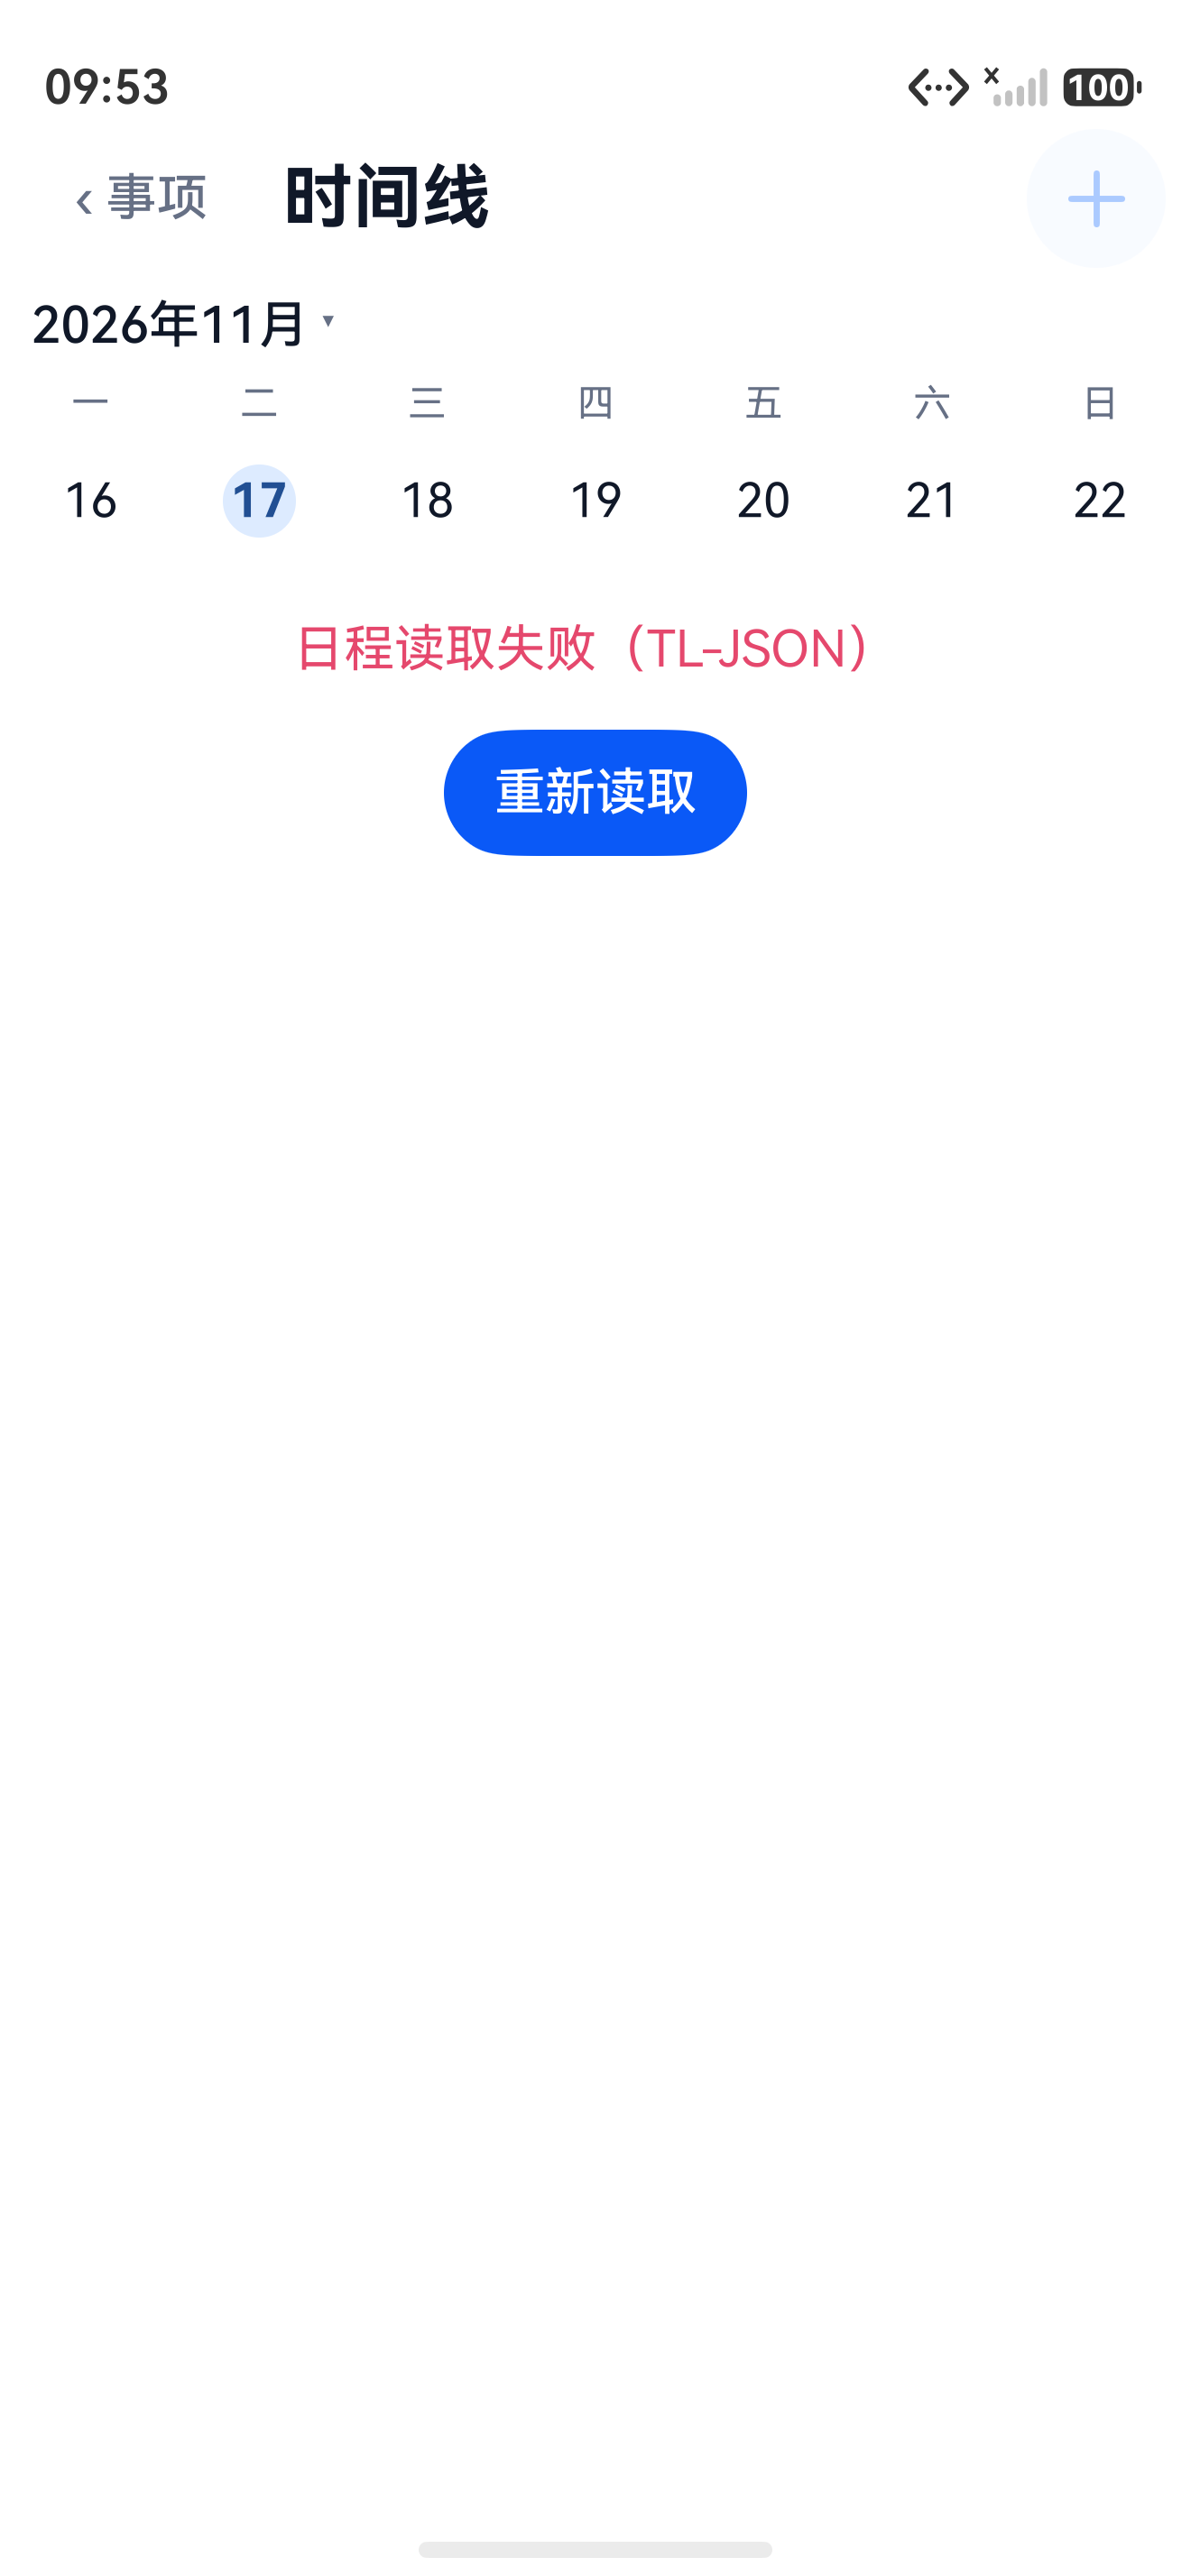 09:53 100
‹ 事项 时间线 +
2026年11月 ▾
一 二 三 四 五 六 日
16 17 18 19 20 21 22
日程读取失败（TL-JSON）
重新读取